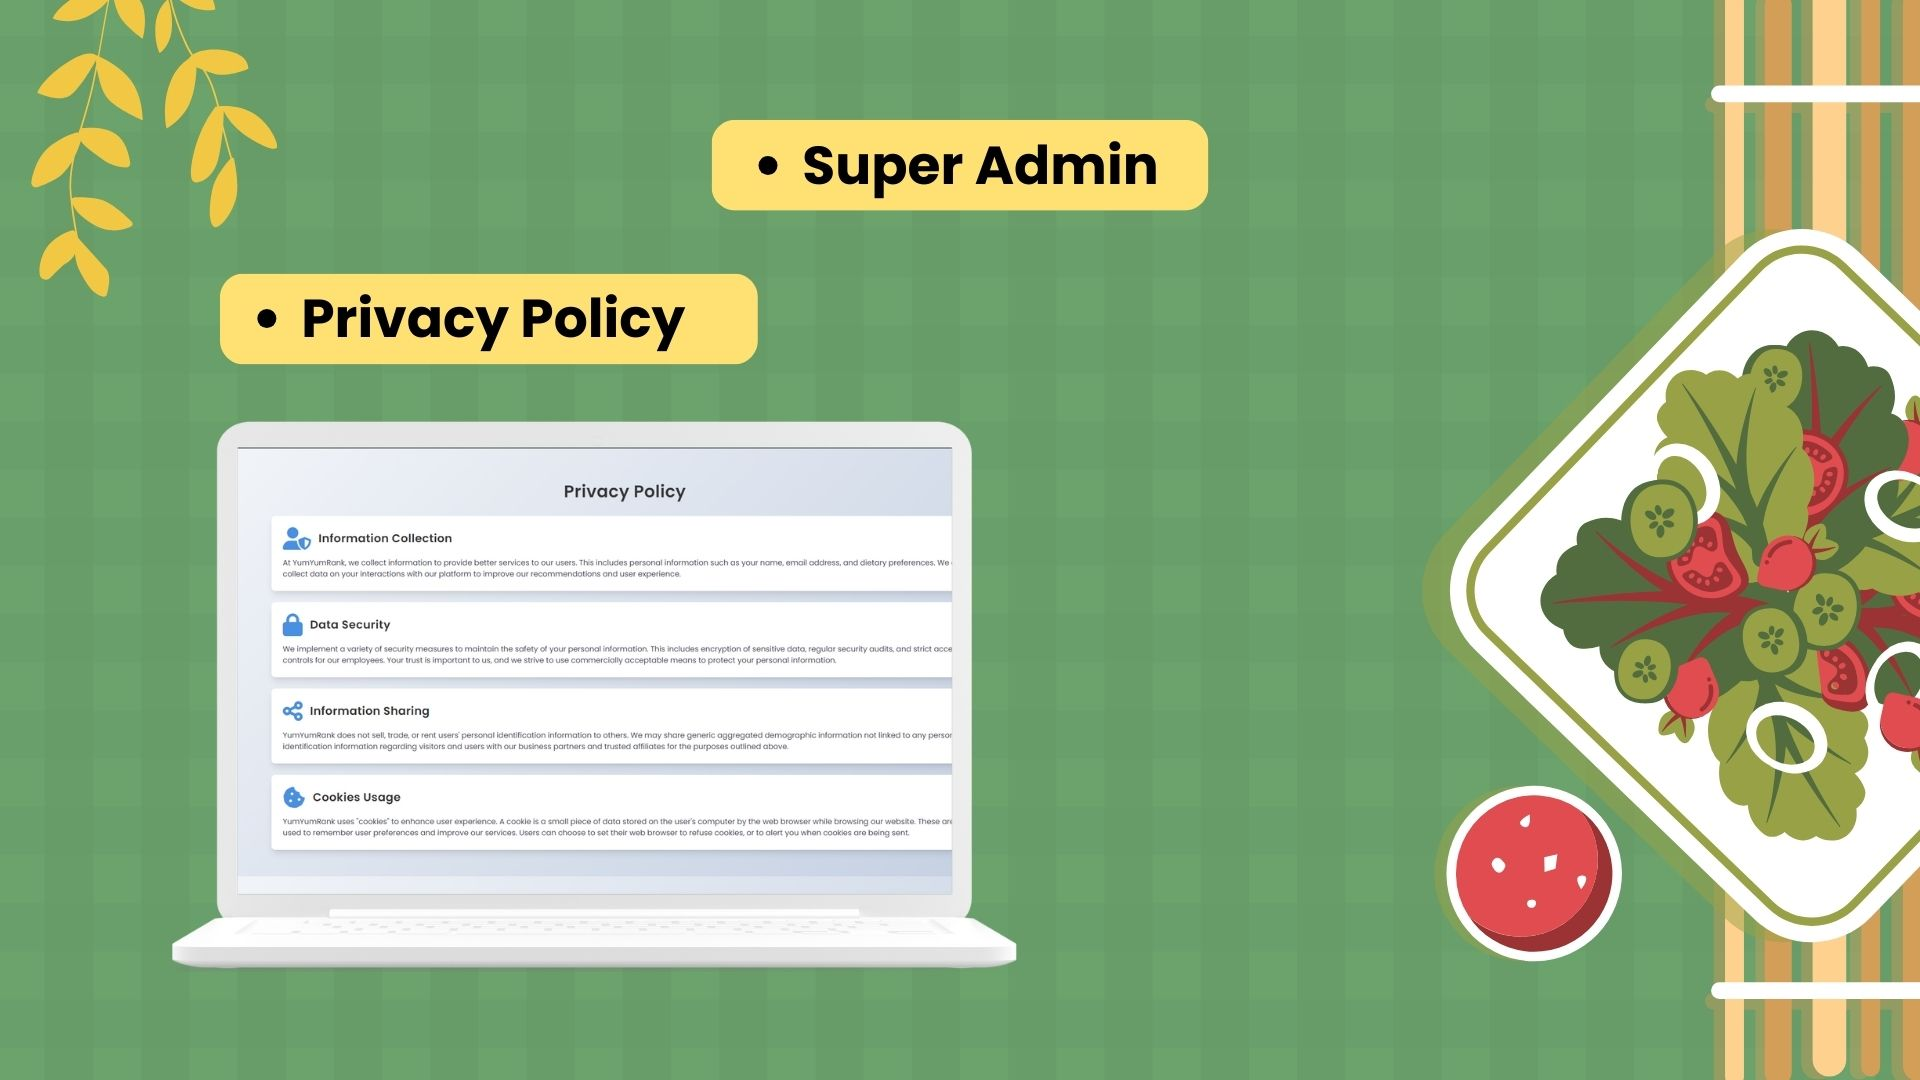 • Super Admin
• Privacy Policy
Privacy Policy
Information Collection
At YumYumRank, we collect information to provide better services to our users. This includes personal information such as your name, email address, and dietary preferences. We
collect data on your interactions with our platform to improve our recommendations and user experience.
Data Security
We implement a variety of security measures to maintain the safety of your personal information. This includes encryption of sensitive data, regular security audits, and strict acce
controls for our employees. Your trust is important to us, and we strive to use commercially acceptable means to protect your personal information.
Information Sharing
YumYumRank does not sell, trade, or rent users' personal identification information to others. We may share generic aggregated demographic information not linked to any person
identification information regarding visitors and users with our business partners and trusted affiliates for the purposes outlined above.
Cookies Usage
YumYumRank uses "cookies" to enhance user experience. A cookie is a small piece of data stored on the user's computer by the web browser while browsing our website. These are
used to remember user preferences and improve our services. Users can choose to set their web browser to refuse cookies, or to alert you when cookies are being sent.